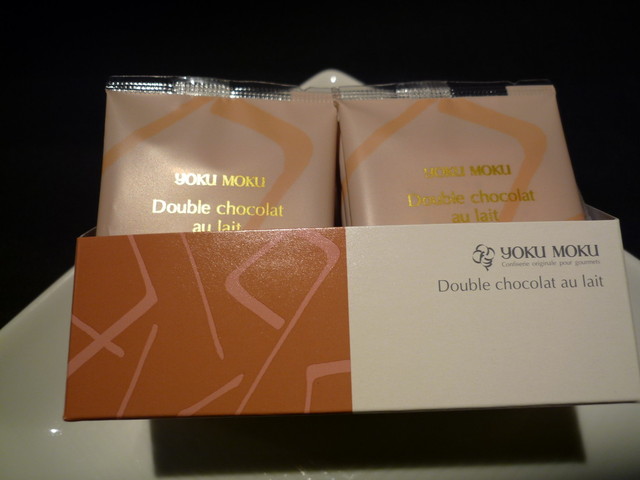 YOKU MOKU
Double chocolat
au lait
YOKU MOKU
Double chocolat
au lait
YOKU MOKU
Confiserie originale pour gourmets
Double chocolat au lait